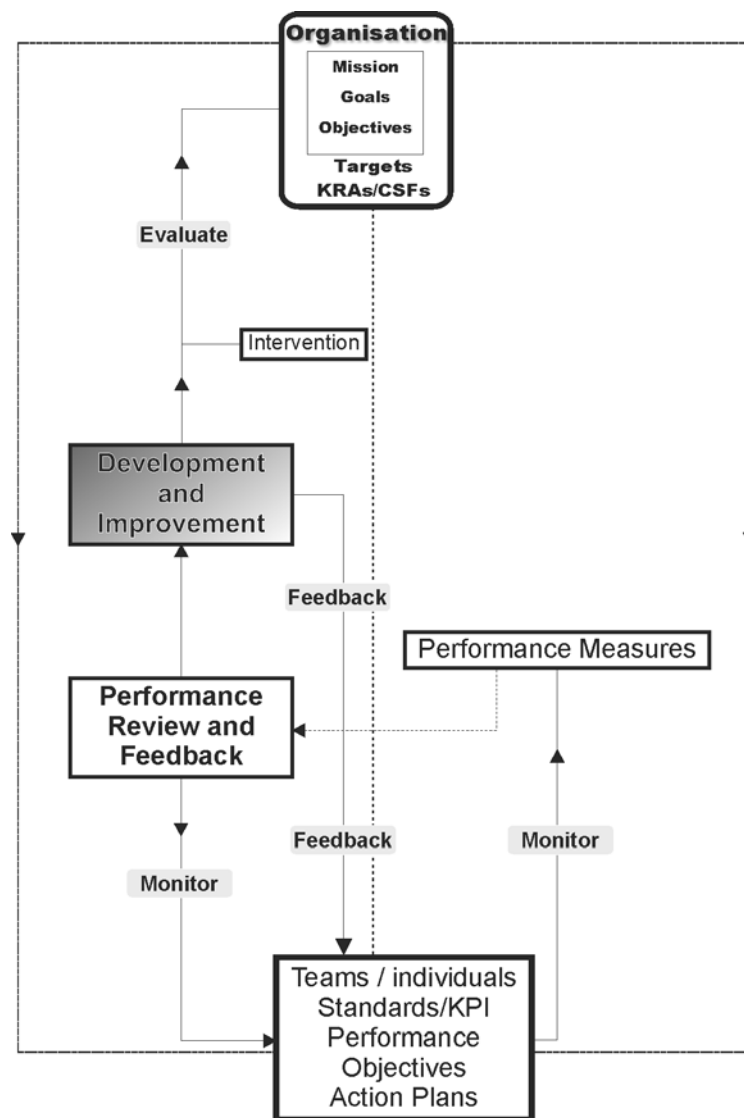 Organisation
Mission
Goals
Objectives
Targets
KRAs/CSFs
Evaluate
Intervention
Development
and
Improvement
Feedback
Performance Measures
Performance
Review and
Feedback
Feedback
Monitor
Monitor
Teams / individuals
Standards/KPI
Performance
Objectives
Action Plans